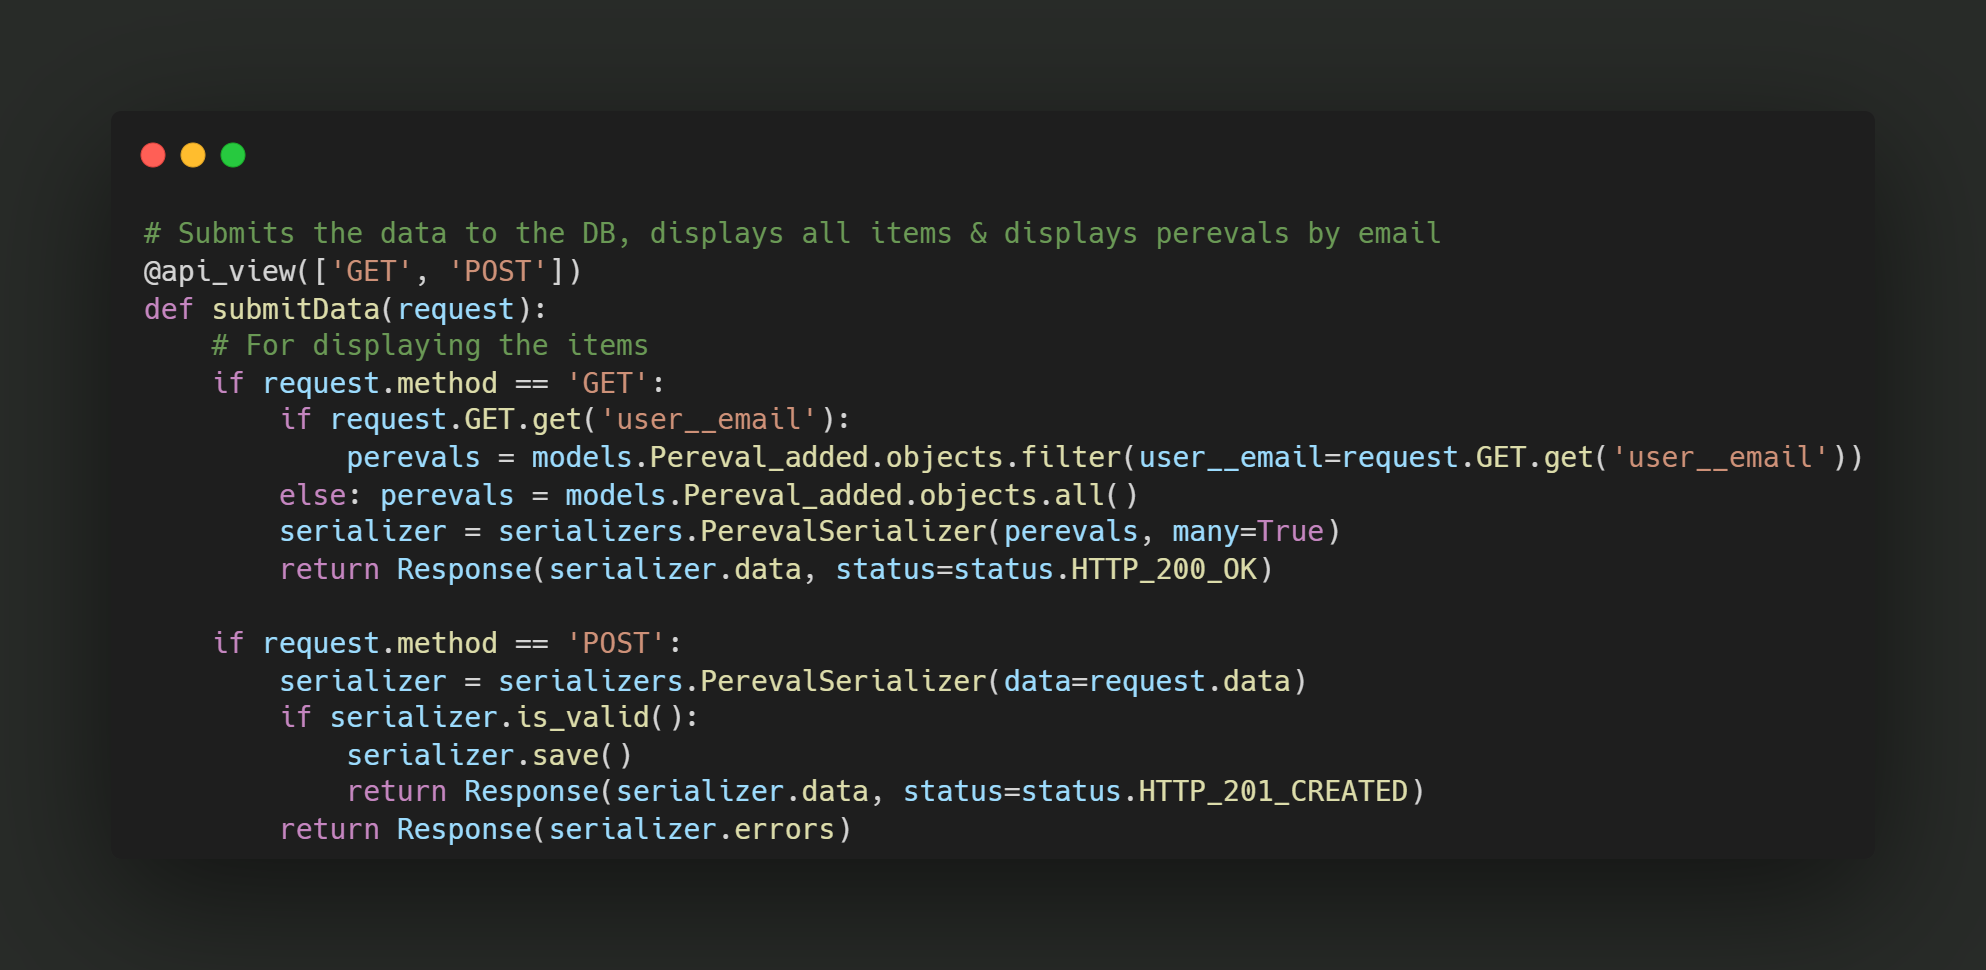 # Submits the data to the DB, displays all items & displays perevals by email
@api_view(['GET', 'POST'])
def submitData(request):
    # For displaying the items
    if request.method == 'GET':
        if request.GET.get('user__email'):
            perevals = models.Pereval_added.objects.filter(user__email=request.GET.get('user__email'))
        else: perevals = models.Pereval_added.objects.all()
        serializer = serializers.PerevalSerializer(perevals, many=True)
        return Response(serializer.data, status=status.HTTP_200_OK)

    if request.method == 'POST':
        serializer = serializers.PerevalSerializer(data=request.data)
        if serializer.is_valid():
            serializer.save()
            return Response(serializer.data, status=status.HTTP_201_CREATED)
        return Response(serializer.errors)